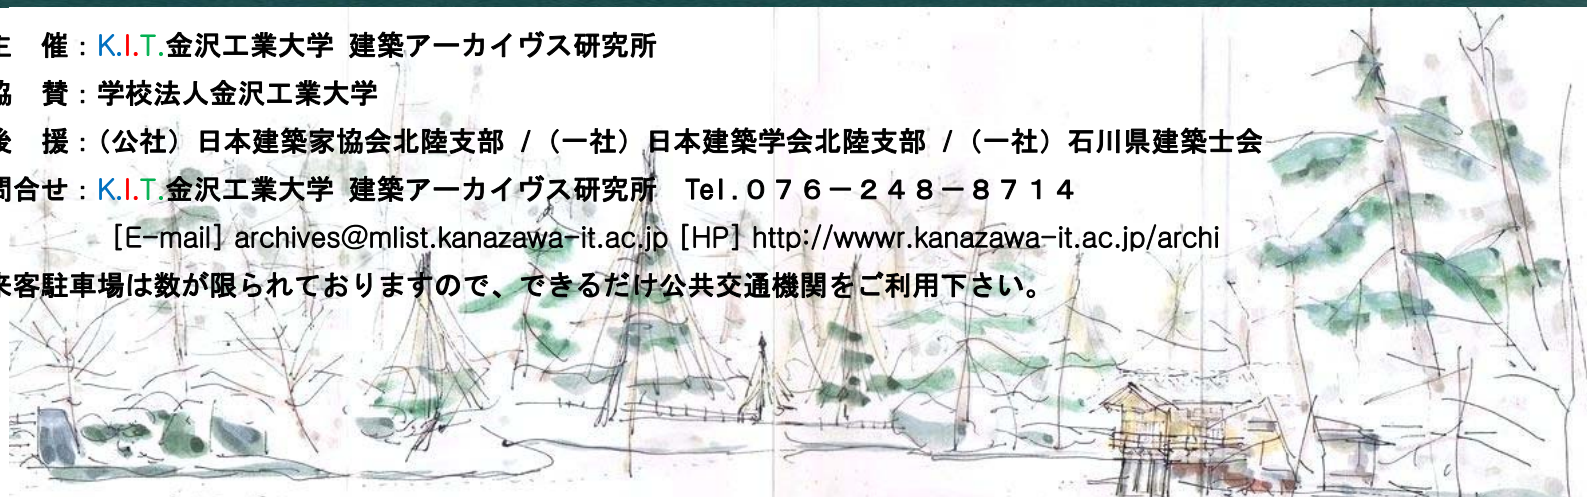 主　催：K.I.T.金沢工業大学 建築アーカイヴス研究所
協　賛：学校法人金沢工業大学
後　援：（公社）日本建築家協会北陸支部 /（一社）日本建築学会北陸支部 /（一社）石川県建築士会
問合せ：K.I.T.金沢工業大学 建築アーカイヴス研究所　Tel.０７６－２４８－８７１４
[E-mail] archives@mlist.kanazawa-it.ac.jp [HP] http://wwwr.kanazawa-it.ac.jp/archi
来客駐車場は数が限られておりますので、できるだけ公共交通機関をご利用下さい。